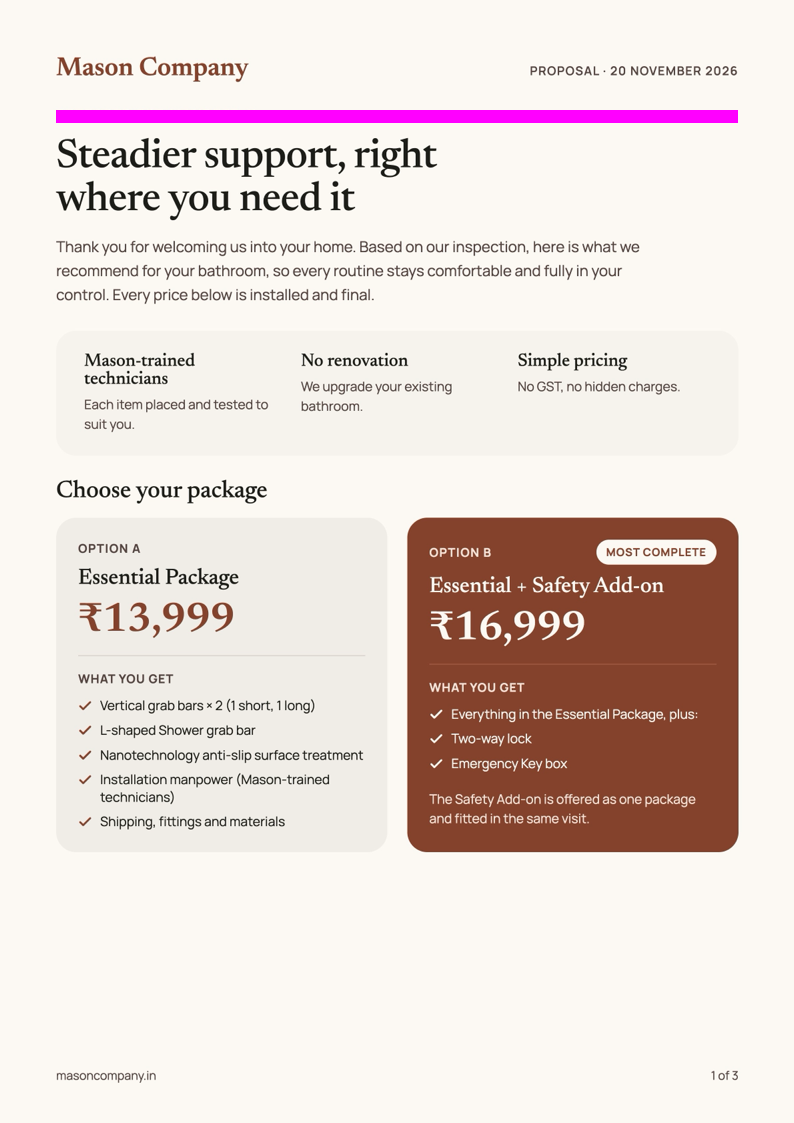 Mason Company
PROPOSAL · 20 NOVEMBER 2026
Steadier support, right
where you need it
Thank you for welcoming us into your home. Based on our inspection, here is what we
recommend for your bathroom, so every routine stays comfortable and fully in your
control. Every price below is installed and final.
Mason-trained
technicians
Each item placed and tested to
suit you.
No renovation
We upgrade your existing
bathroom.
Simple pricing
No GST, no hidden charges.
Choose your package
OPTION A
Essential Package
₹13,999
WHAT YOU GET
Vertical grab bars × 2 (1 short, 1 long)
L-shaped Shower grab bar
Nanotechnology anti-slip surface treatment
Installation manpower (Mason-trained
technicians)
Shipping, fittings and materials
OPTION B
MOST COMPLETE
Essential + Safety Add-on
₹16,999
WHAT YOU GET
Everything in the Essential Package, plus:
Two-way lock
Emergency Key box
The Safety Add-on is offered as one package
and fitted in the same visit.
masoncompany.in
1 of 3